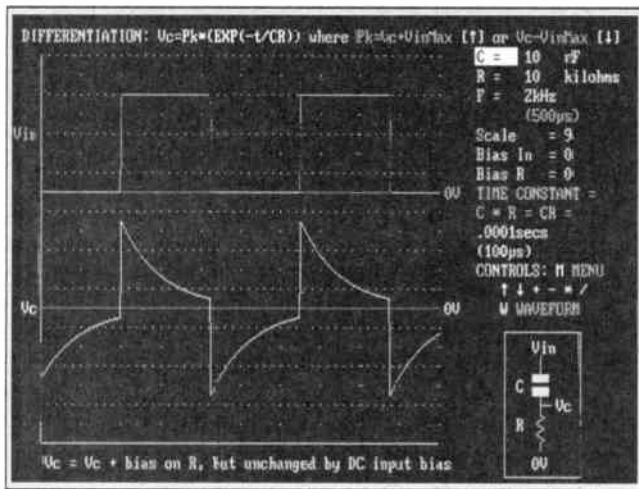 DIFFERENTIATION: Vc=Pk*(EXP(-t/CR)) where Pk=Vc+VinMax [↑] or Vc-VinMax [↓]
C = 10 nF
R = 10 kilohms
F = 2kHz
(500µs)
Scale = 9
Bias In = 0
Bias R = 0
TIME CONSTANT =
C * R = CR =
.0001secs
(100µs)
CONTROLS: M MENU
↑ ↓ + - * /
W WAVEFORM
Vin
0V
Vc
0V
Vin
C
Vc
R
0V
Vc = Vc + bias on R, but unchanged by DC input bias